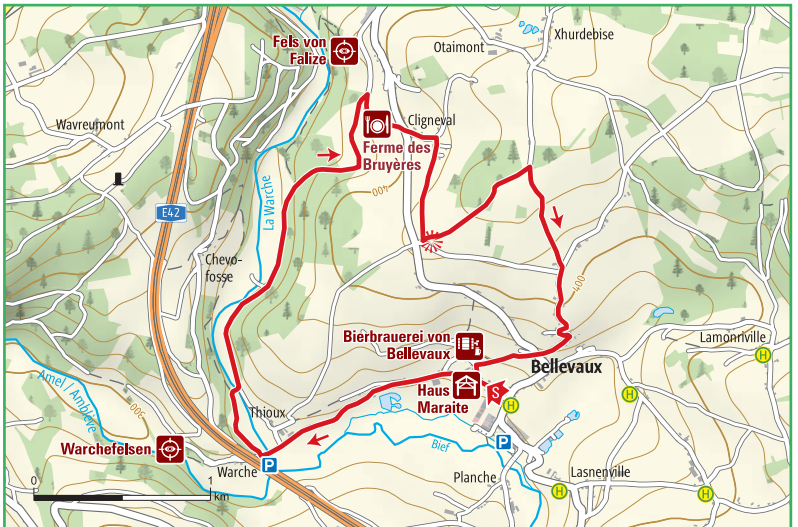 Fels von
Falize
Otaimont
Xhurdebise
Wavreumont
Cligneval
Ferme des
Bruyères
400
La Warche
E42
Chevo-
fosse
400
Bierbrauerei von
Bellevaux
Lamonriville
Bellevaux
Amel / Amblève
500
Haus
Maraite
S
H
H
H
Thioux
Warchefelsen
Bief
P
P
Warche
Planche
Lasnenville
H
H
0
1
km